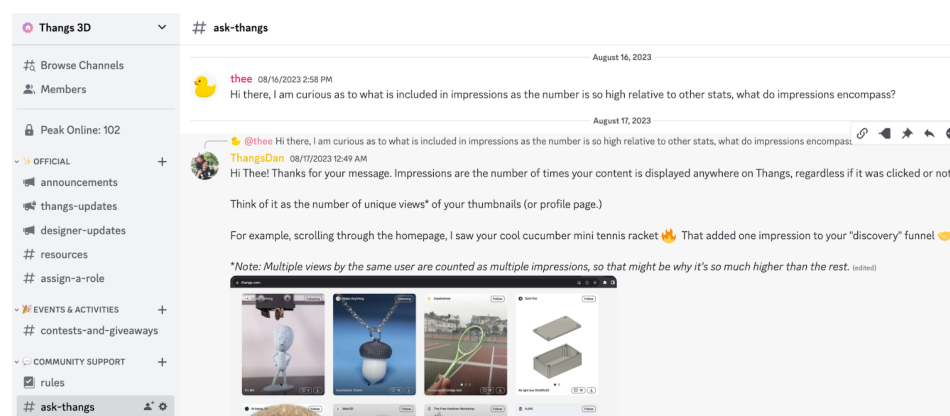 Thangs 3D
# ask-thangs
Browse Channels
Members
Peak Online: 102
OFFICIAL
announcements
thangs-updates
designer-updates
# resources
# assign-a-role
EVENTS & ACTIVITIES
# contests-and-giveaways
COMMUNITY SUPPORT
rules
# ask-thangs
August 16, 2023
thee 08/16/2023 2:58 PM
Hi there, I am curious as to what is included in impressions as the number is so high relative to other stats, what do impressions encompass?
August 17, 2023
@thee Hi there, I am curious as to what is included in impressions as the number is so high relative to other stats, what do impressions encompass
ThangsDan 08/17/2023 12:49 AM
Hi Thee! Thanks for your message. Impressions are the number of times your content is displayed anywhere on Thangs, regardless if it was clicked or not
Think of it as the number of unique views* of your thumbnails (or profile page.)
For example, scrolling through the homepage, I saw your cool cucumber mini tennis racket 🔥 That added one impression to your "discovery" funnel
*Note: Multiple views by the same user are counted as multiple impressions, so that might be why it's so much higher than the rest. (edited)
Following
Following
Follow
Follow